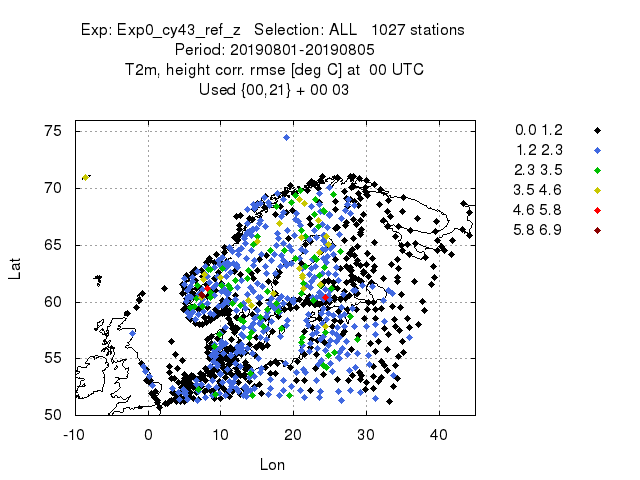 Exp: Exp0_cy43_ref_z   Selection: ALL   1027 stations
Period: 20190801-20190805
T2m, height corr. rmse [deg C] at  00 UTC
Used {00,21} + 00 03
75
70
65
60
55
50
Lat
-10 0 10 20 30 40
Lon
0.0 1.2
1.2 2.3
2.3 3.5
3.5 4.6
4.6 5.8
5.8 6.9